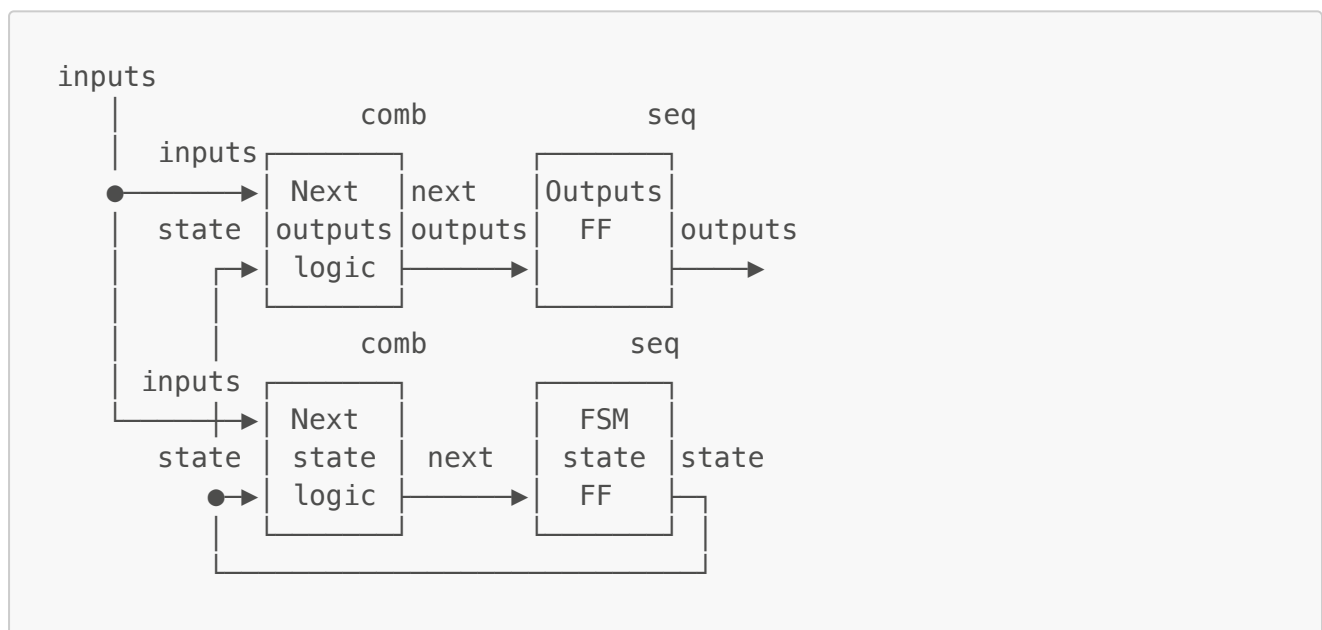 inputs
comb seq
inputs
Next next Outputs
state outputs outputs FF outputs
logic
comb seq
inputs
Next FSM
state state next state state
logic FF